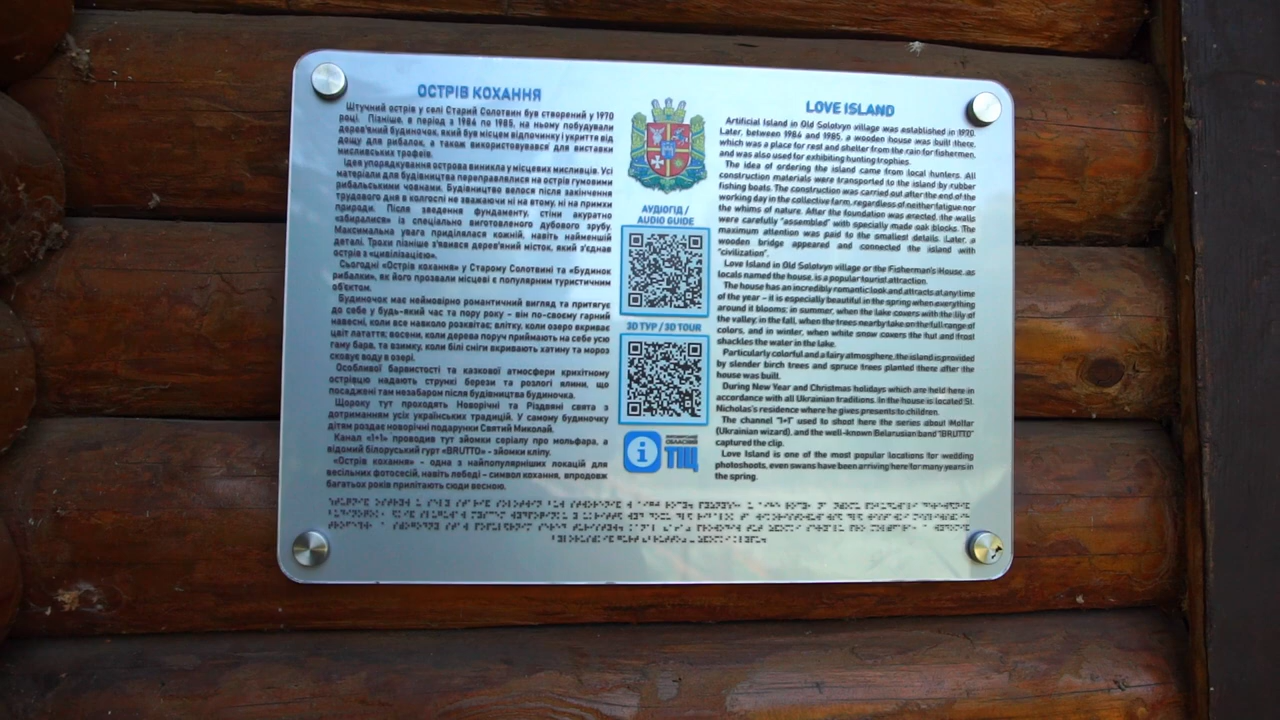 ОСТРІВ КОХАННЯ
Штучний острів у селі Старий Солотвин був створений у 1970
році. Пізніше, в період з 1984 по 1985, на ньому побудували
дерев'яний будиночок, який був місцем відпочинку і укриття від
дощу для рибалок, а також використовувався для виставки
мисливських трофеїв.
Ідея упорядкування острова виникла у місцевих мисливців. Усі
матеріали для будівництва переправлялися на острів гумовими
рибальськими човнами. Будівництво велося після закінчення
трудового дня в колгоспі не зважаючи ні на втому, ні на примхи
природи. Після зведення фундаменту, стіни акуратно
«збиралися» із спеціально виготовленого дубового зрубу.
Максимальна увага приділялася кожній, навіть найменшій
деталі. Трохи пізніше з'явився дерев'яний місток, який з'єднав
острів з «цивілізацією».
Сьогодні «Острів кохання» у Старому Солотвині та «Будинок
рибалки», як його прозвали місцеві є популярним туристичним
об'єктом.
Будиночок має неймовірно романтичний вигляд та притягує
до себе у будь-який час та пору року – він по-своєму гарний
навесні, коли все навколо розквітає; влітку, коли озеро вкриває
цвіт латаття; восени, коли дерева поруч приймають на себе усю
гаму барв, та взимку, коли білі сніги вкривають хатину та мороз
сковує воду в озері.
Особливої барвистості та казкової атмосфери крихітному
острівцю надають стрункі берези та розлогі ялини, що
посаджені там незабаром після будівництва будиночка.
Щороку тут проходять Новорічні та Різдвяні свята з
дотриманням усіх українських традицій. У самому будиночку
дітям роздає новорічні подарунки Святий Миколай.
Канал «1+1» проводив тут зйомки серіалу про мольфара, а
відомий білоруський гурт «BRUTTO» - зйомки кліпу.
«Острів кохання» - одна з найпопулярніших локацій для
весільних фотосесій, навіть лебеді - символ кохання, впродовж
багатьох років прилітають сюди весною.
АУДІОГІД /
AUDIO GUIDE
3D ТУР / 3D TOUR
ЖИТОМИРСЬКИЙ
ОБЛАСНИЙ
ТІЦ
LOVE ISLAND
Artificial Island in Old Solotvyn village was established in 1970.
Later, between 1984 and 1985, a wooden house was built there,
which was a place for rest and shelter from the rain for fishermen,
and was also used for exhibiting hunting trophies.
The idea of ordering the island came from local hunters. All
construction materials were transported to the island by rubber
fishing boats. The construction was carried out after the end of the
working day in the collective farm, regardless of neither fatigue nor
the whims of nature. After the foundation was erected, the walls
were carefully "assembled" with specially made oak blocks. The
maximum attention was paid to the smallest details. Later, a
wooden bridge appeared and connected the island with
"civilization".
Love Island in Old Solotvyn village or the Fisherman's House, as
locals named the house, is a popular tourist attraction.
The house has an incredibly romantic look and attracts at any time
of the year – it is especially beautiful in the spring when everything
around it blooms; in summer, when the lake covers with the lily of
the valley; in the fall, when the trees nearby take on the full range of
colors, and in winter, when white snow covers the hut and frost
shackles the water in the lake.
Particularly colorful and a fairy atmosphere, the island is provided
by slender birch trees and spruce trees planted there after the
house was built.
During New Year and Christmas holidays which are held here in
accordance with all Ukrainian traditions. In the house is located St.
Nicholas's residence where he gives presents to children.
The channel "1+1" used to shoot here the series about Molfar
(Ukrainian wizard), and the well-known Belarusian band "BRUTTO"
captured the clip.
Love Island is one of the most popular locations for wedding
photoshoots, even swans have been arriving here for many years in
the spring.